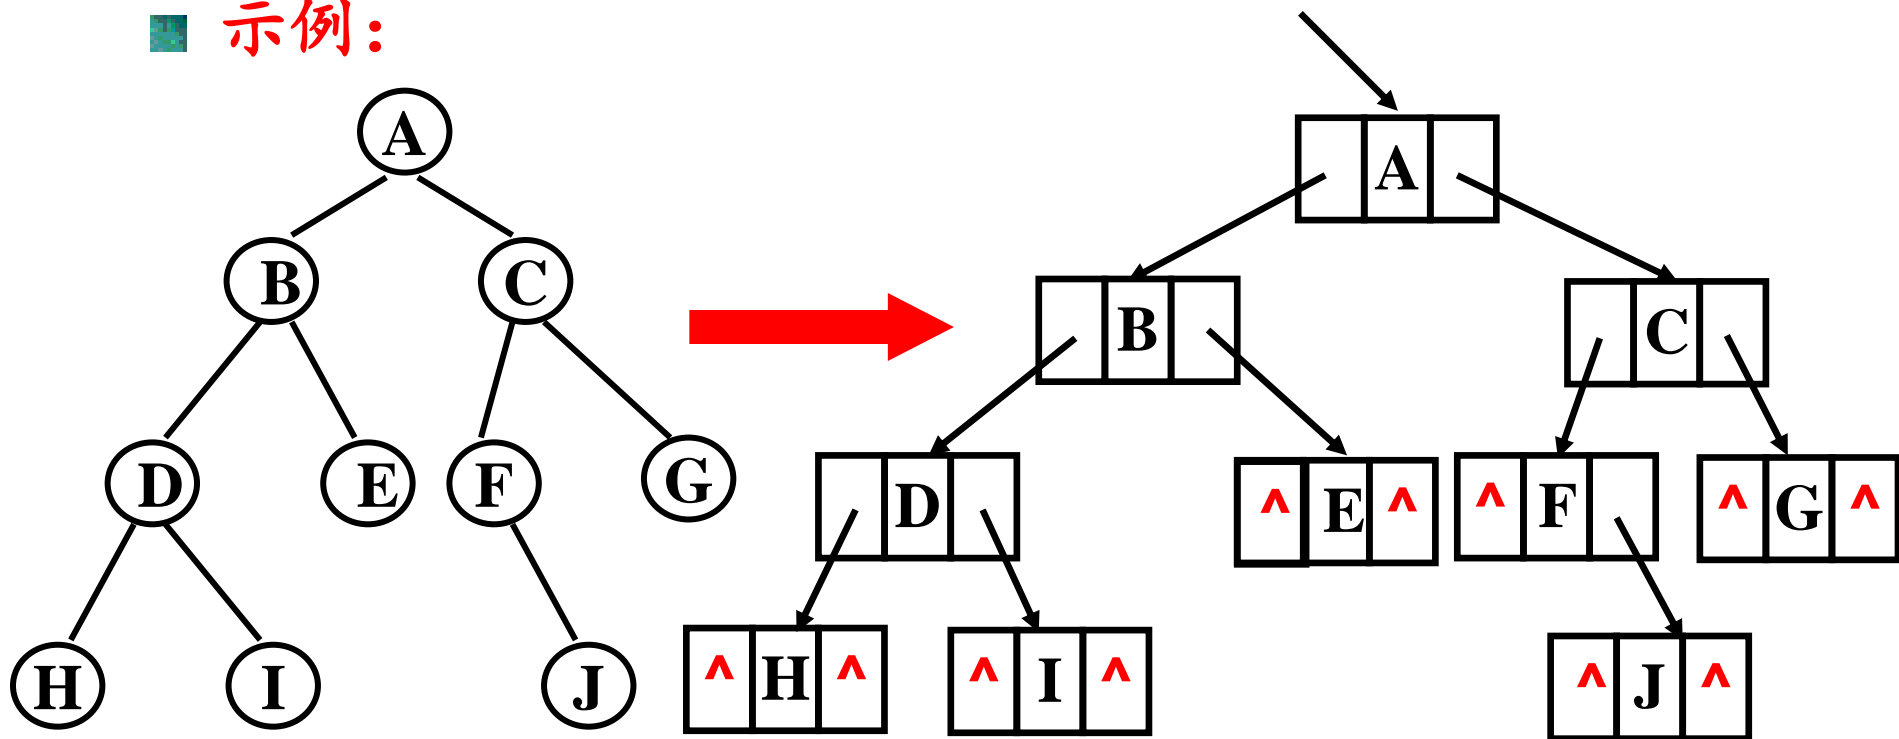 示例：
A
A
B
C
B
C
D
E
F
G
D
^ E ^
^ F
^ G ^
H
I
J
^ H ^
^ I ^
^ J ^